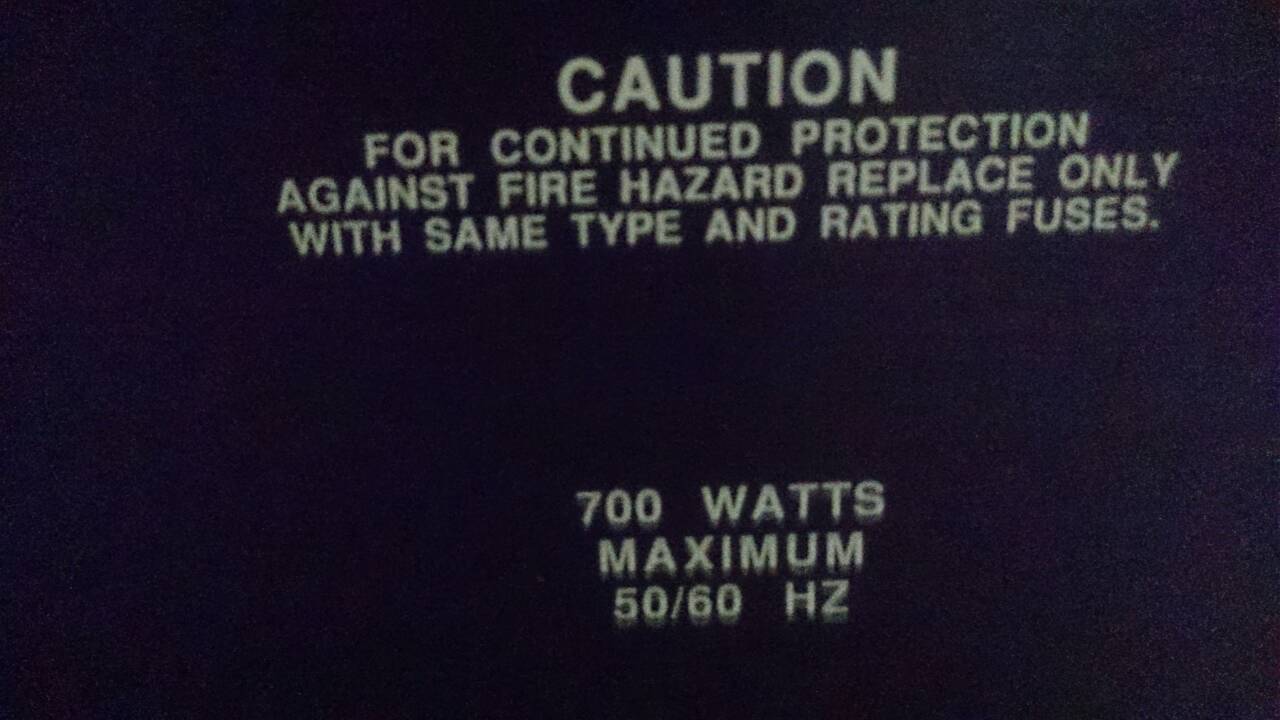 CAUTION
FOR CONTINUED PROTECTION
AGAINST FIRE HAZARD REPLACE ONLY
WITH SAME TYPE AND RATING FUSES.
700 WATTS
MAXIMUM
50/60 HZ